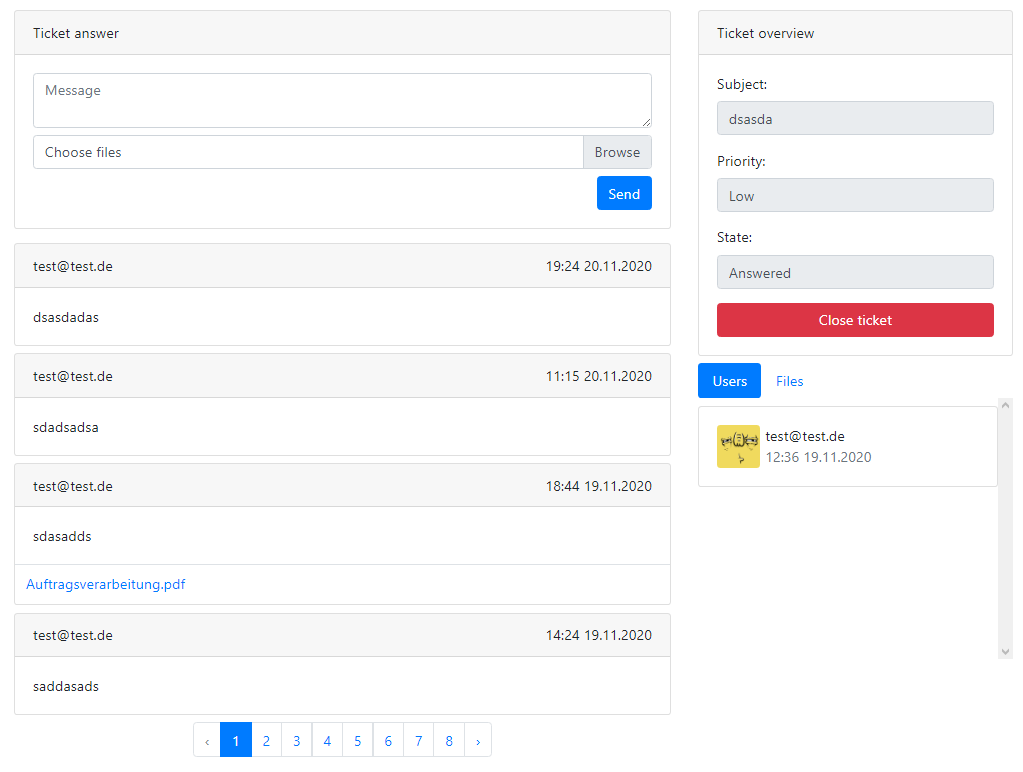 Ticket answer
Message
Choose files Browse
Send
test@test.de 19:24 20.11.2020
dsasdadas
test@test.de 11:15 20.11.2020
sdadsadsa
test@test.de 18:44 19.11.2020
sdasadds
Auftragsverarbeitung.pdf
test@test.de 14:24 19.11.2020
saddasads
‹ 1 2 3 4 5 6 7 8 ›
Ticket overview
Subject:
dsasda
Priority:
Low
State:
Answered
Close ticket
Users Files
test@test.de
12:36 19.11.2020